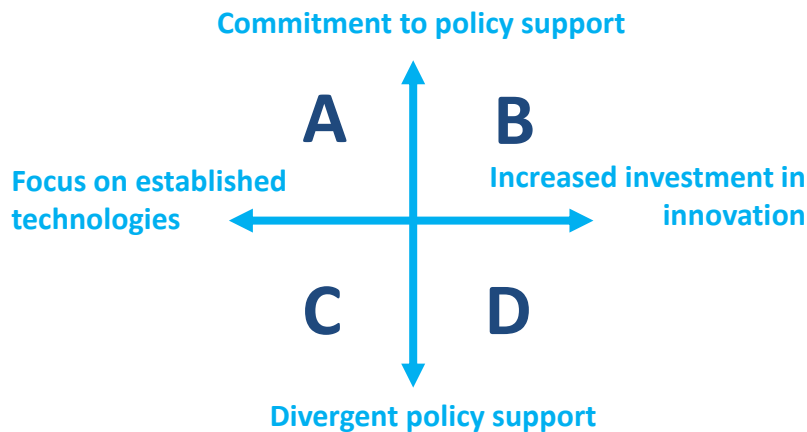 Commitment to policy support
A
B
Focus on established
technologies
Increased investment in
innovation
C
D
Divergent policy support